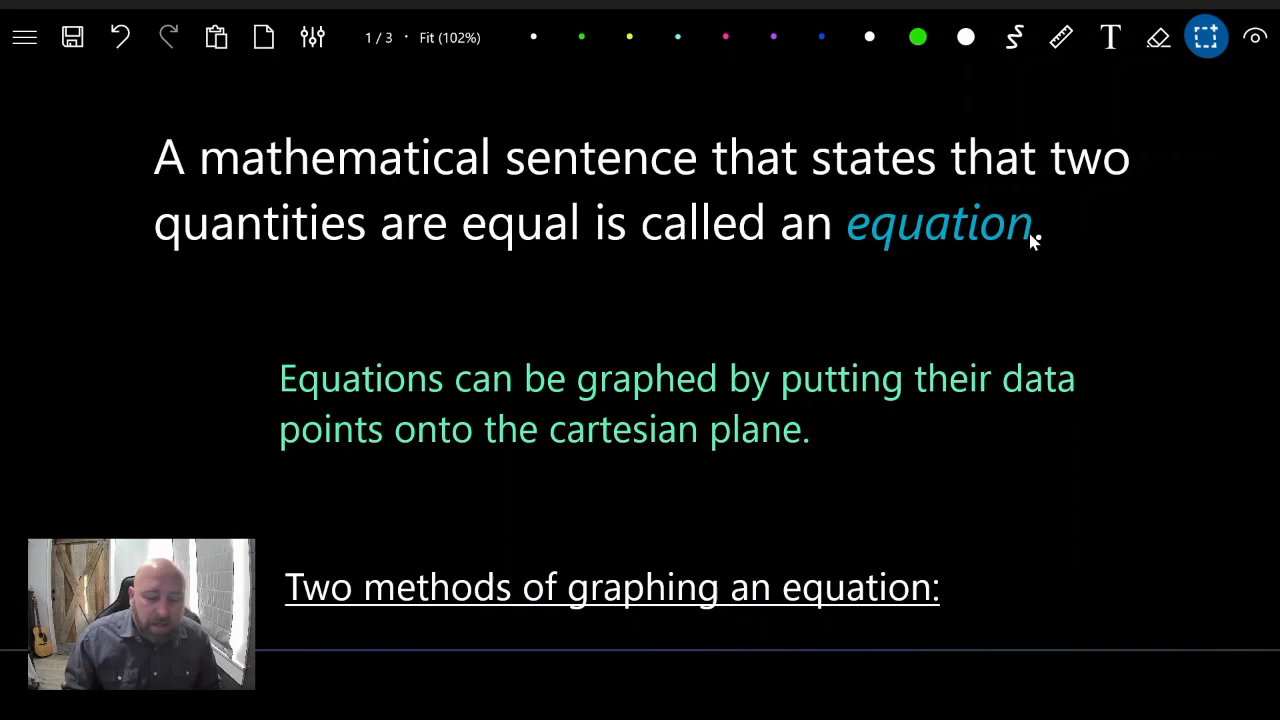 1 / 3 · Fit (102%)
T
A mathematical sentence that states that two
quantities are equal is called an equation.
Equations can be graphed by putting their data
points onto the cartesian plane.
Two methods of graphing an equation: